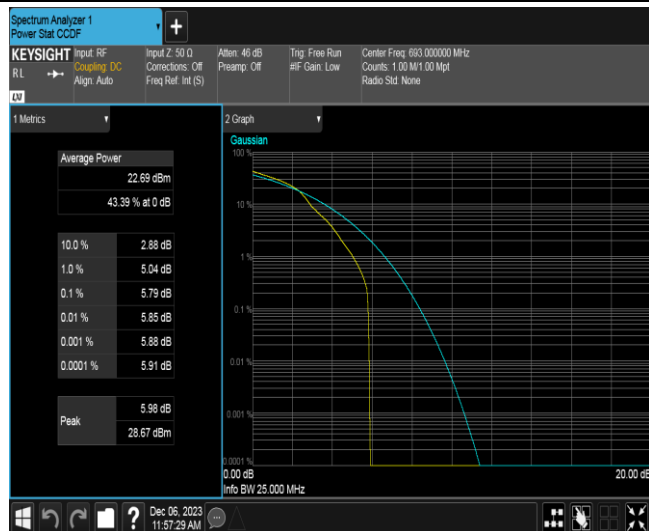 Spectrum Analyzer 1
Power Stat CCDF
+
KEYSIGHT
RL
LXI
Input: RF
Coupling: DC
Align: Auto
Input Z: 50 Ω
Corrections: Off
Freq Ref: Int (S)
Atten: 46 dB
Preamp: Off
Trig: Free Run
#IF Gain: Low
Center Freq: 693.000000 MHz
Counts: 1.00 M/1.00 Mpt
Radio Std: None
1 Metrics
Average Power
22.69 dBm
43.39 % at 0 dB
10.0 % 2.88 dB
1.0 % 5.04 dB
0.1 % 5.79 dB
0.01 % 5.85 dB
0.001 % 5.88 dB
0.0001 % 5.91 dB
Peak
5.98 dB
28.67 dBm
2 Graph
Gaussian
100 %
10 %
1 %
0.1 %
0.01 %
0.001 %
0.0001 %
0.00 dB
20.00 dB
Info BW 25.000 MHz
?
Dec 06, 2023
11:57:29 AM